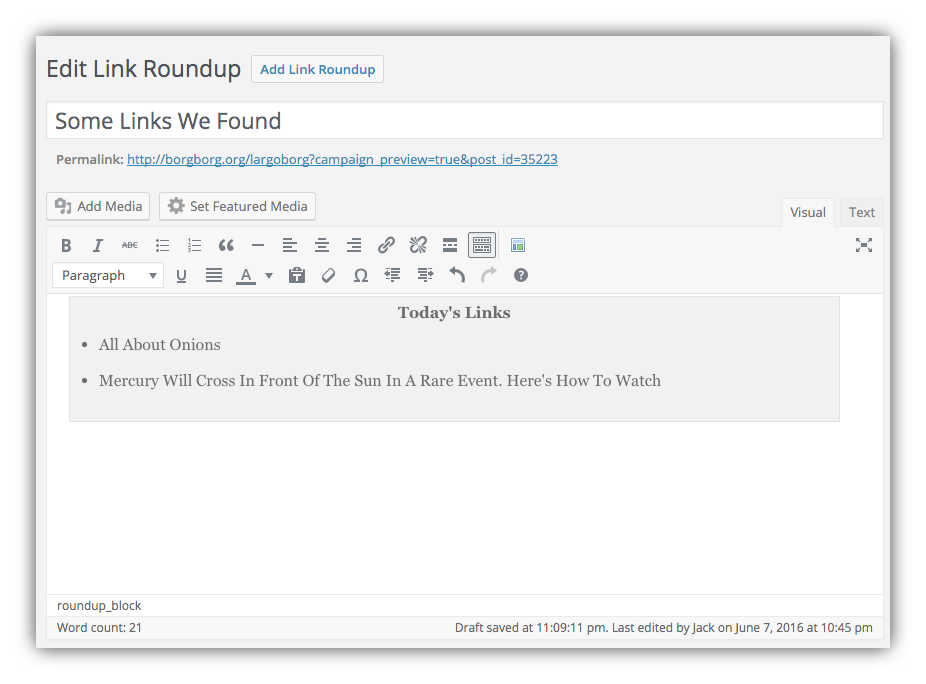 Edit Link Roundup Add Link Roundup
Some Links We Found
Permalink: http://borgborg.org/largoborg?campaign_preview=true&post_id=35223
Add Media Set Featured Media Visual Text
B I ABC
Paragraph U A
Today's Links
All About Onions
Mercury Will Cross In Front Of The Sun In A Rare Event. Here's How To Watch
roundup_block
Word count: 21 Draft saved at 11:09:11 pm. Last edited by Jack on June 7, 2016 at 10:45 pm